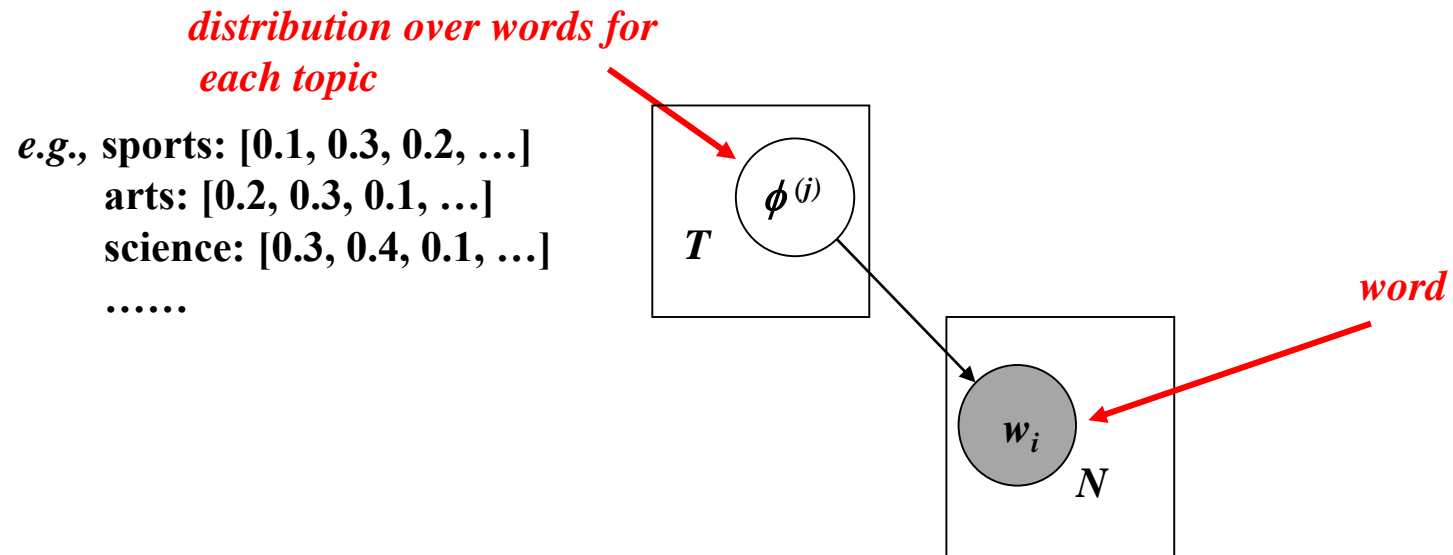 distribution over words for
each topic
e.g., sports: [0.1, 0.3, 0.2, …]
arts: [0.2, 0.3, 0.1, …]
science: [0.3, 0.4, 0.1, …]
……
ϕ(j)
T
word
wi
N